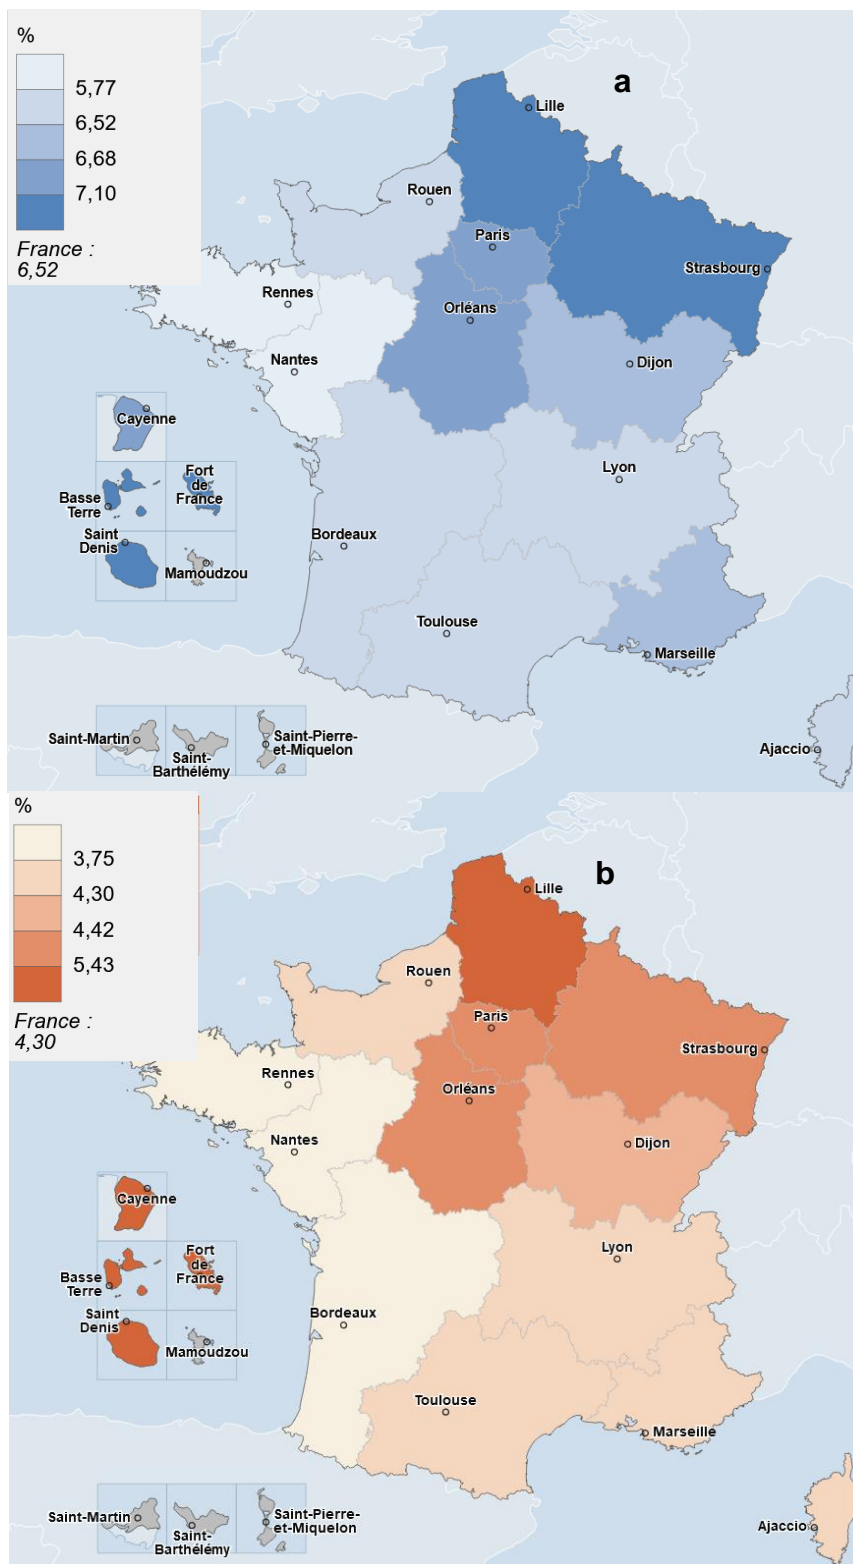 %
5,77
6,52
6,68
7,10
France :
6,52
a
Lille
Rouen
Paris
Strasbourg
Rennes
Orléans
Nantes
Dijon
Cayenne
Lyon
Fort
de
France
Basse
Terre
Saint
Denis
Bordeaux
Mamoudzou
Toulouse
Marseille
Saint-Martin
Saint-
Barthélémy
Saint-Pierre-
et-Miquelon
Ajaccio
%
3,75
4,30
4,42
5,43
France :
4,30
b
Lille
Rouen
Paris
Strasbourg
Rennes
Orléans
Nantes
Dijon
Cayenne
Lyon
Fort
de
France
Basse
Terre
Saint
Denis
Bordeaux
Mamoudzou
Toulouse
Marseille
Saint-Martin
Saint-
Barthélémy
Saint-Pierre-
et-Miquelon
Ajaccio